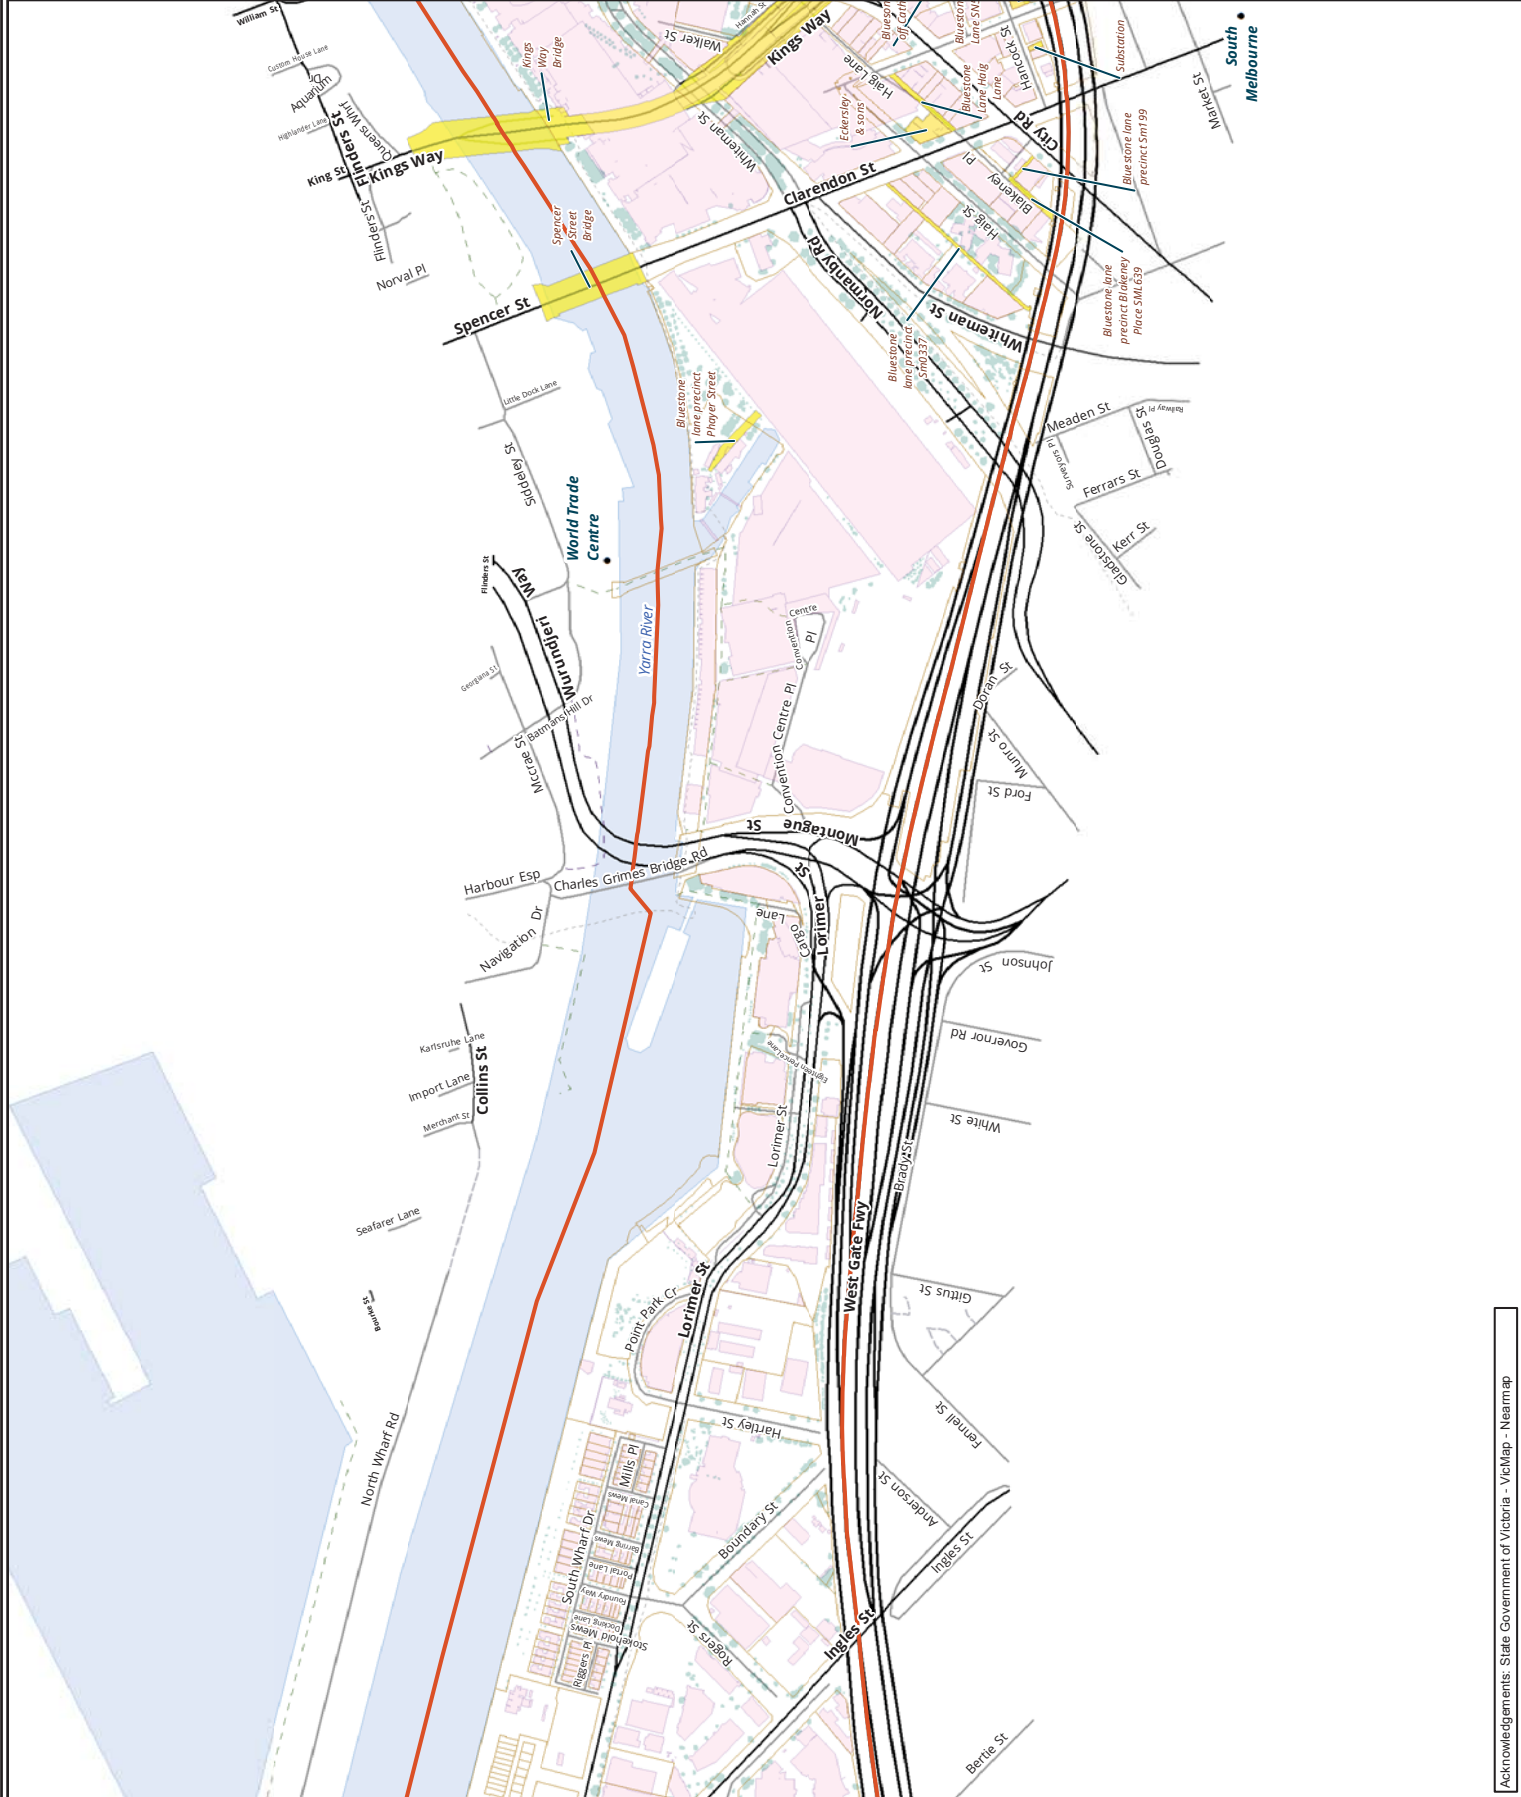 William St
Custom House Lane
Aquarium
Dr
Highlander Lane
Queens Whrf
Flinders St
King St
Kings Way
Flinders St
Norval Pl
Kings
Way
Bridge
Spencer
Street
Bridge
Spencer St
Walker St
Hannah St
Kings Way
Whiteman St
Haig Lane
Eckersley
& sons
Bluestone
Lane Haig
Lane
Hancock St
Substation
South
Melbourne
Market St
City Rd
Clarendon St
Pl
Blakeney
Haig St
Bluestone lane
precinct Sm199
Bluestone lane
precinct Blakeney
Place SML639
Normanby Rd
Whiteman St
Bluestone
lane precinct
Sm0337
Bluestone
lane precinct
Phayer Street
Little Dock Lane
Siddeley St
World Trade
Centre
Meaden St
Railway Pl
Douglas St
Surveyors Pl
Ferrars St
Gladstone St
Kerr St
Flinders St
Wurundjeri
Way
Yarra River
Convention Centre
Pl
Convention Centre Pl
Georgiana St
Batmans Hill Dr
Mccrae St
Doran St
Munro St
Ford St
Montague
St
Harbour Esp
Charles Grimes Bridge Rd
Navigation
Dr
Lorimer
St
Cargo
Lane
Johnson
St
Governor Rd
White St
Karlsruhe Lane
Import Lane
Merchant St
Collins St
Eighteen Pence Lane
Lorimer St
Brady St
Seafarer Lane
West Gate Fwy
Bourke St
Point Park Cr
Lorimer St
Gittus St
Fennell St
Hartley St
North Wharf Rd
Mills Pl
Canal Mews
South Wharf Dr
Barring Mews
Portal Lane
Foundry Way
Docking Lane
Stokehold Mews
Riggers Pl
Boundary St
Rogers St
Anderson St
Ingles St
Ingles St
Bertie St
Acknowledgements: State Government of Victoria - VicMap - Nearmap